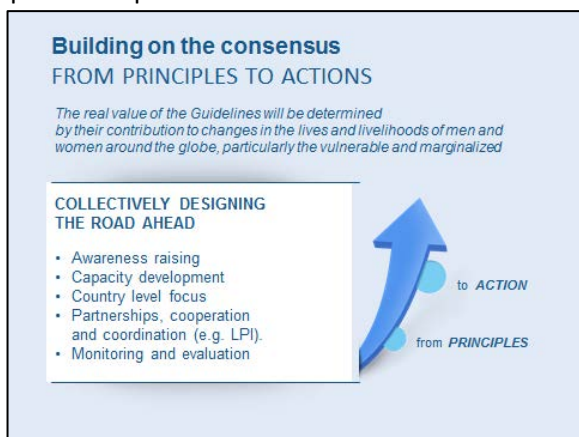 Building on the consensus
FROM PRINCIPLES TO ACTIONS
The real value of the Guidelines will be determined
by their contribution to changes in the lives and livelihoods of men and
women around the globe, particularly the vulnerable and marginalized
COLLECTIVELY DESIGNING
THE ROAD AHEAD
• Awareness raising
• Capacity development
• Country level focus
• Partnerships, cooperation
and coordination (e.g. LPI).
• Monitoring and evaluation
to ACTION
from PRINCIPLES